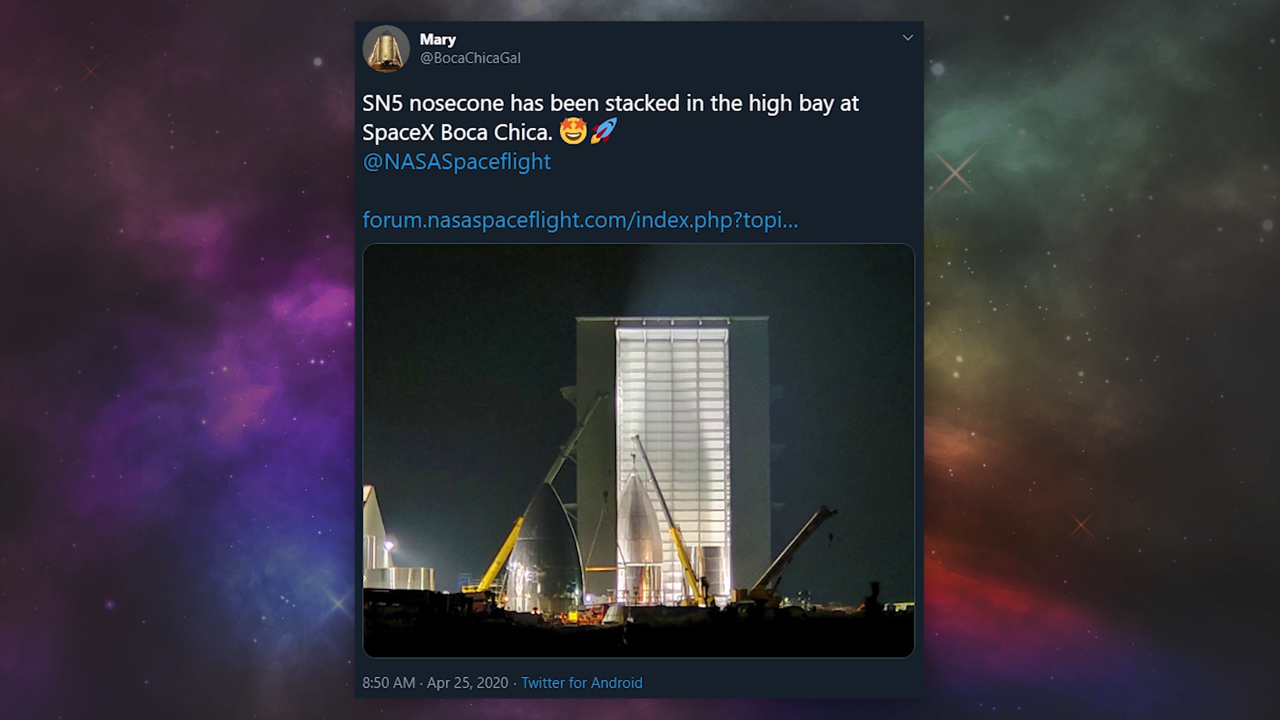 Mary
@BocaChicaGal
SN5 nosecone has been stacked in the high bay at
SpaceX Boca Chica. 🤩🚀
@NASASpaceflight
forum.nasaspaceflight.com/index.php?topi...
8:50 AM · Apr 25, 2020 · Twitter for Android